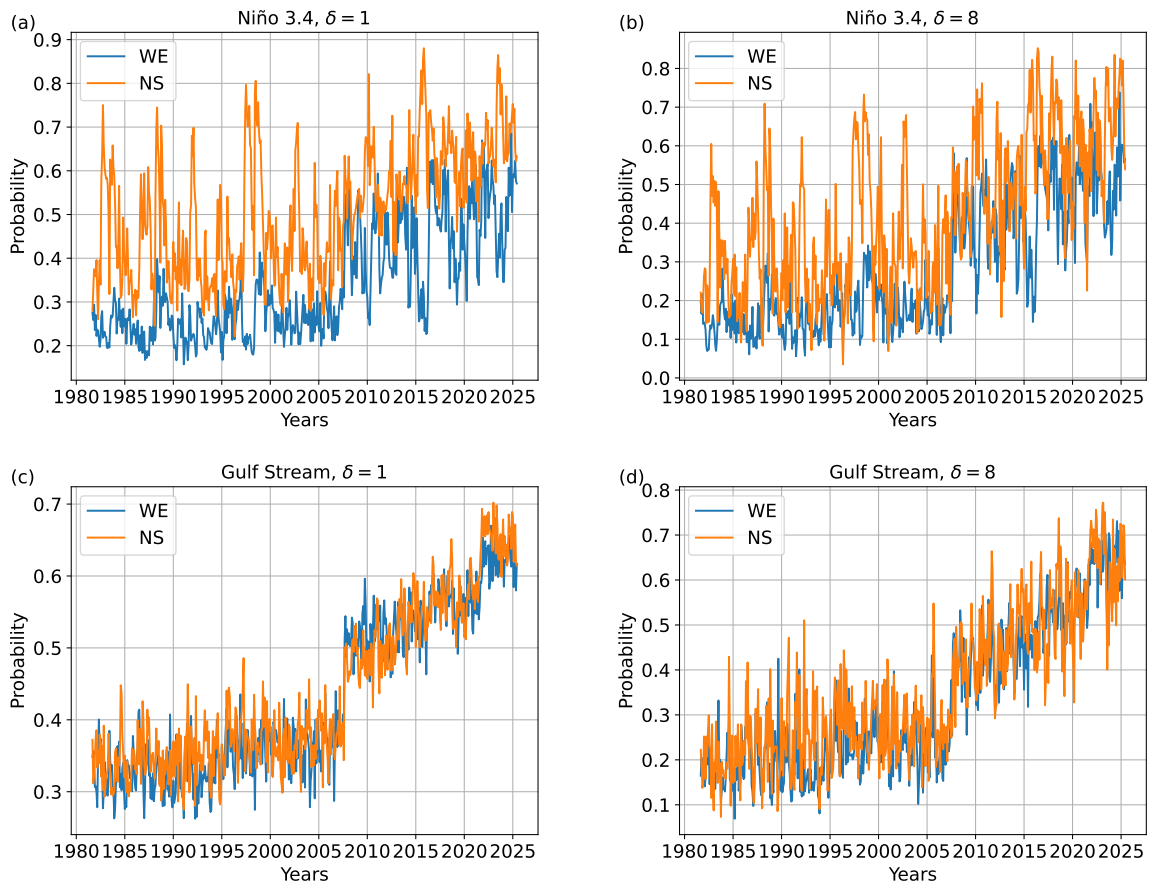 (a)
Niño 3.4, δ = 1
WE
NS
0.9
0.8
0.7
0.6
0.5
0.4
0.3
0.2
Probability
1980 1985 1990 1995 2000 2005 2010 2015 2020 2025
Years
(b)
Niño 3.4, δ = 8
WE
NS
0.8
0.7
0.6
0.5
0.4
0.3
0.2
0.1
0.0
Probability
1980 1985 1990 1995 2000 2005 2010 2015 2020 2025
Years
(c)
Gulf Stream, δ = 1
WE
NS
0.7
0.6
0.5
0.4
0.3
Probability
1980 1985 1990 1995 2000 2005 2010 2015 2020 2025
Years
(d)
Gulf Stream, δ = 8
WE
NS
0.8
0.7
0.6
0.5
0.4
0.3
0.2
0.1
Probability
1980 1985 1990 1995 2000 2005 2010 2015 2020 2025
Years